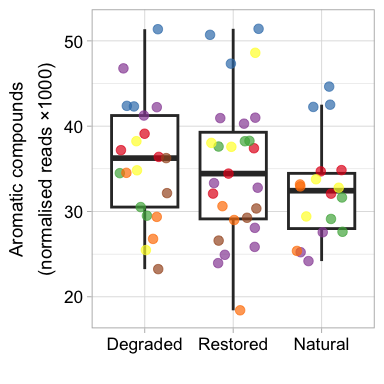 Aromatic compounds
(normalised reads ×1000)
50
40
30
20
Degraded Restored Natural